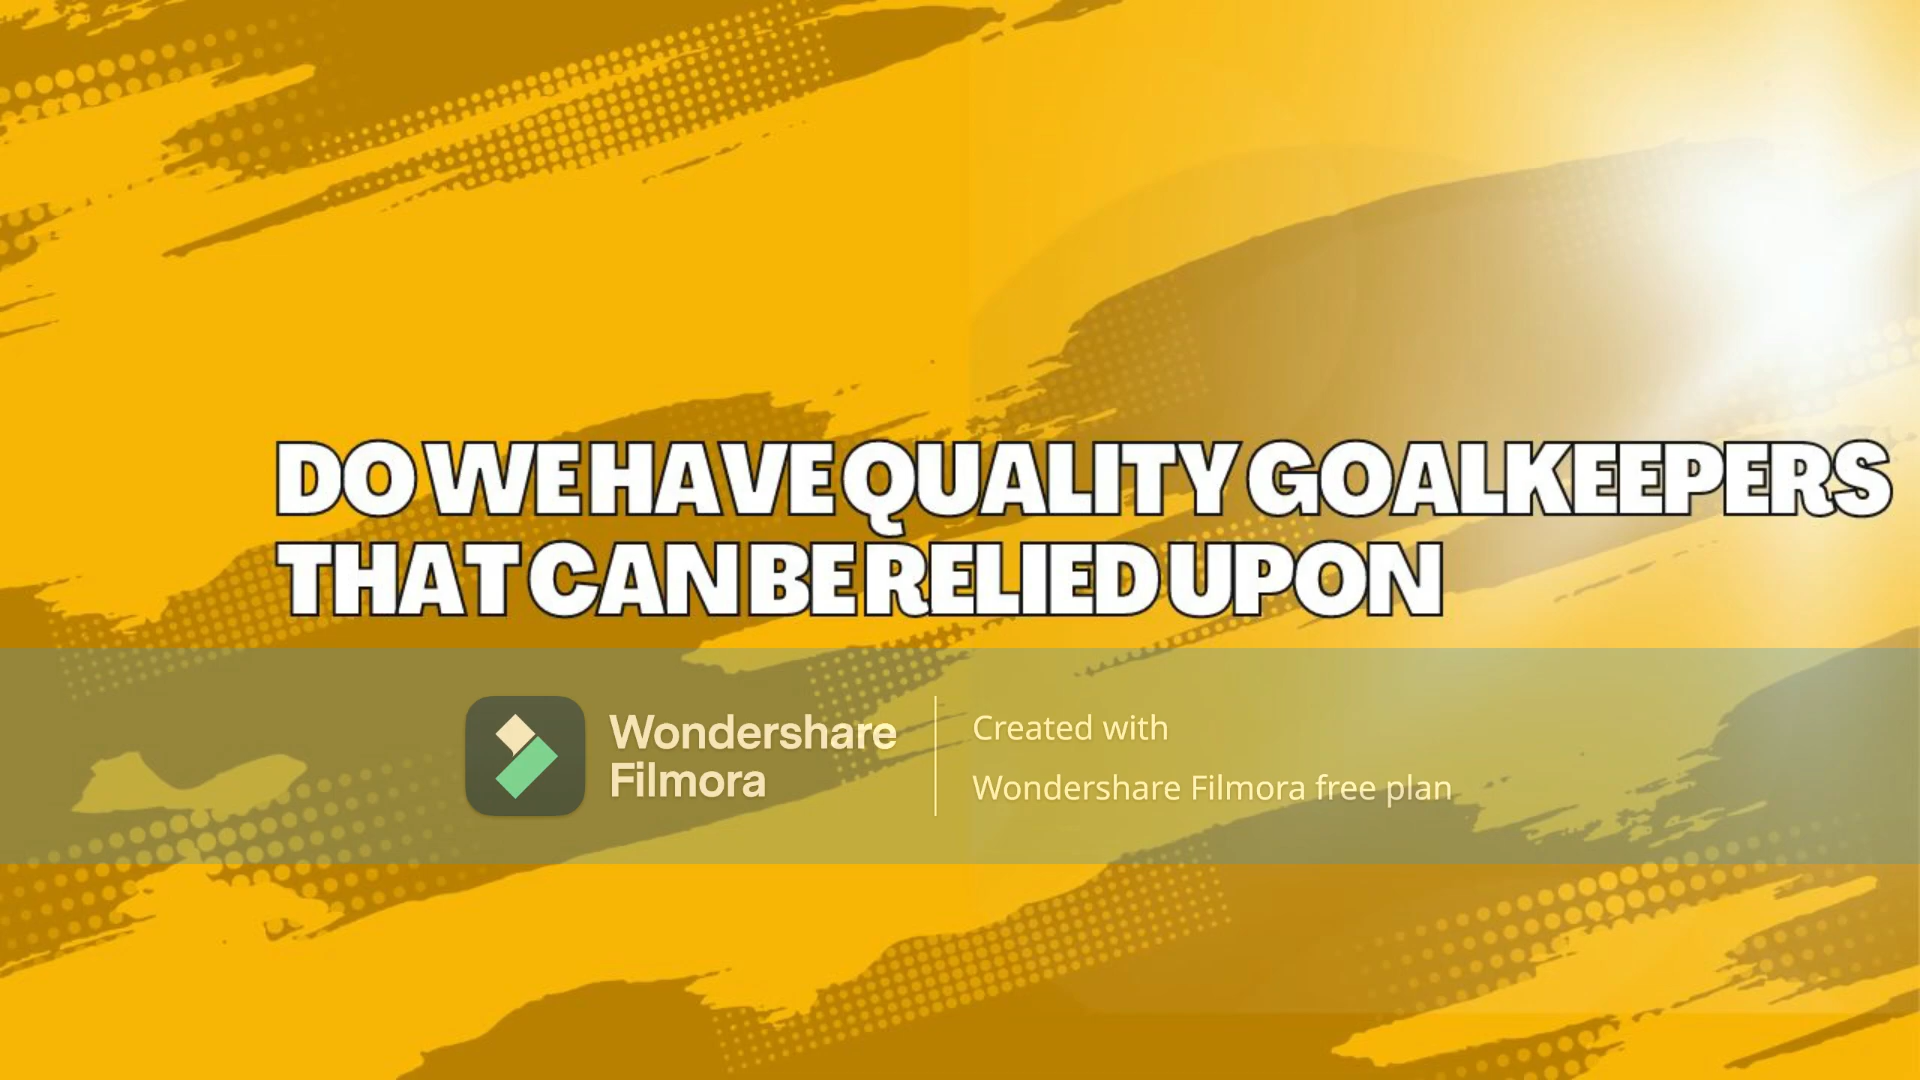 DO WE HAVE QUALITY GOALKEEPERS
THAT CAN BE RELIED UPON
Wondershare
Filmora
Created with
Wondershare Filmora free plan